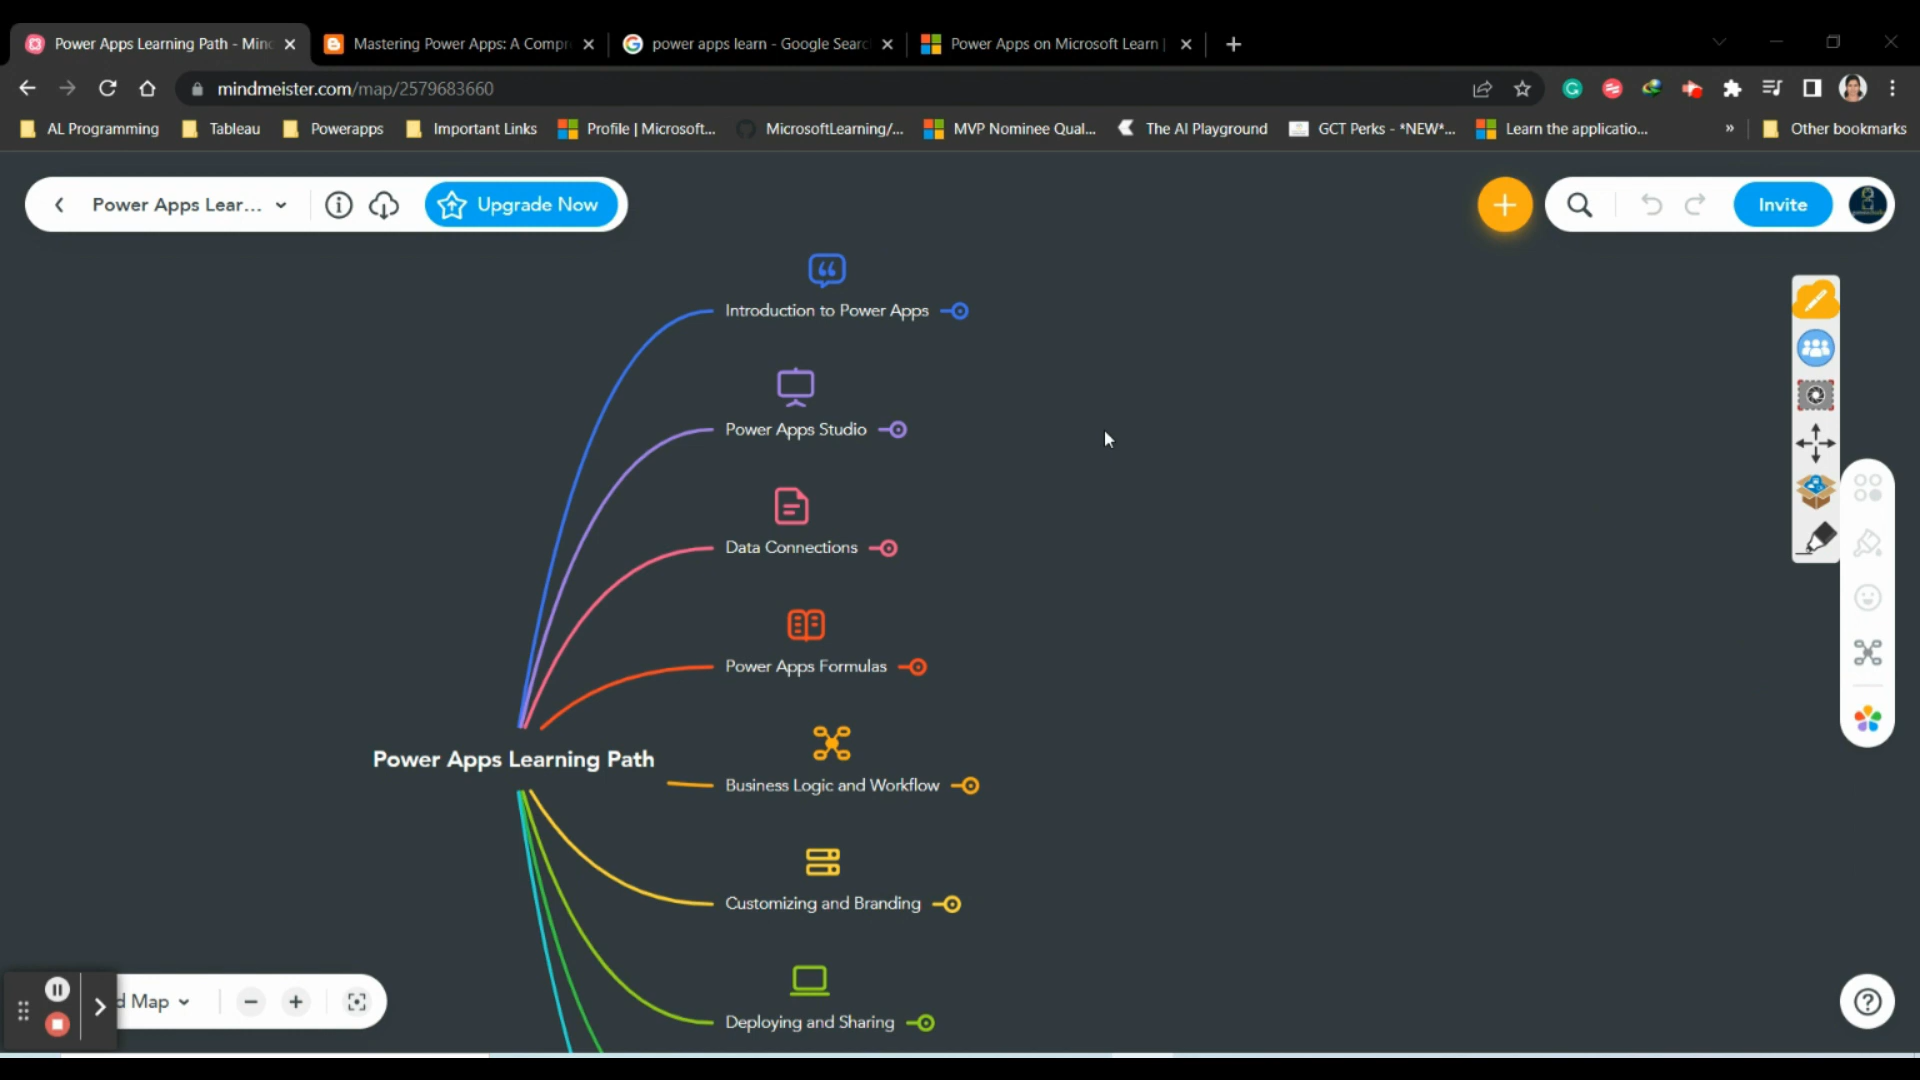 Power Apps Learning Path - Min
Mastering Power Apps: A Compr
power apps learn - Google Searc
Power Apps on Microsoft Learn |
mindmeister.com/map/2579683660
AL Programming
Tableau
Powerapps
Important Links
Profile | Microsoft...
MicrosoftLearning/...
MVP Nominee Qual...
The AI Playground
GCT Perks - *NEW*...
Learn the applicatio...
»
Other bookmarks
Power Apps Lear...
Upgrade Now
Invite
Introduction to Power Apps
Power Apps Studio
Data Connections
Power Apps Formulas
Power Apps Learning Path
Business Logic and Workflow
Customizing and Branding
Deploying and Sharing
d Map